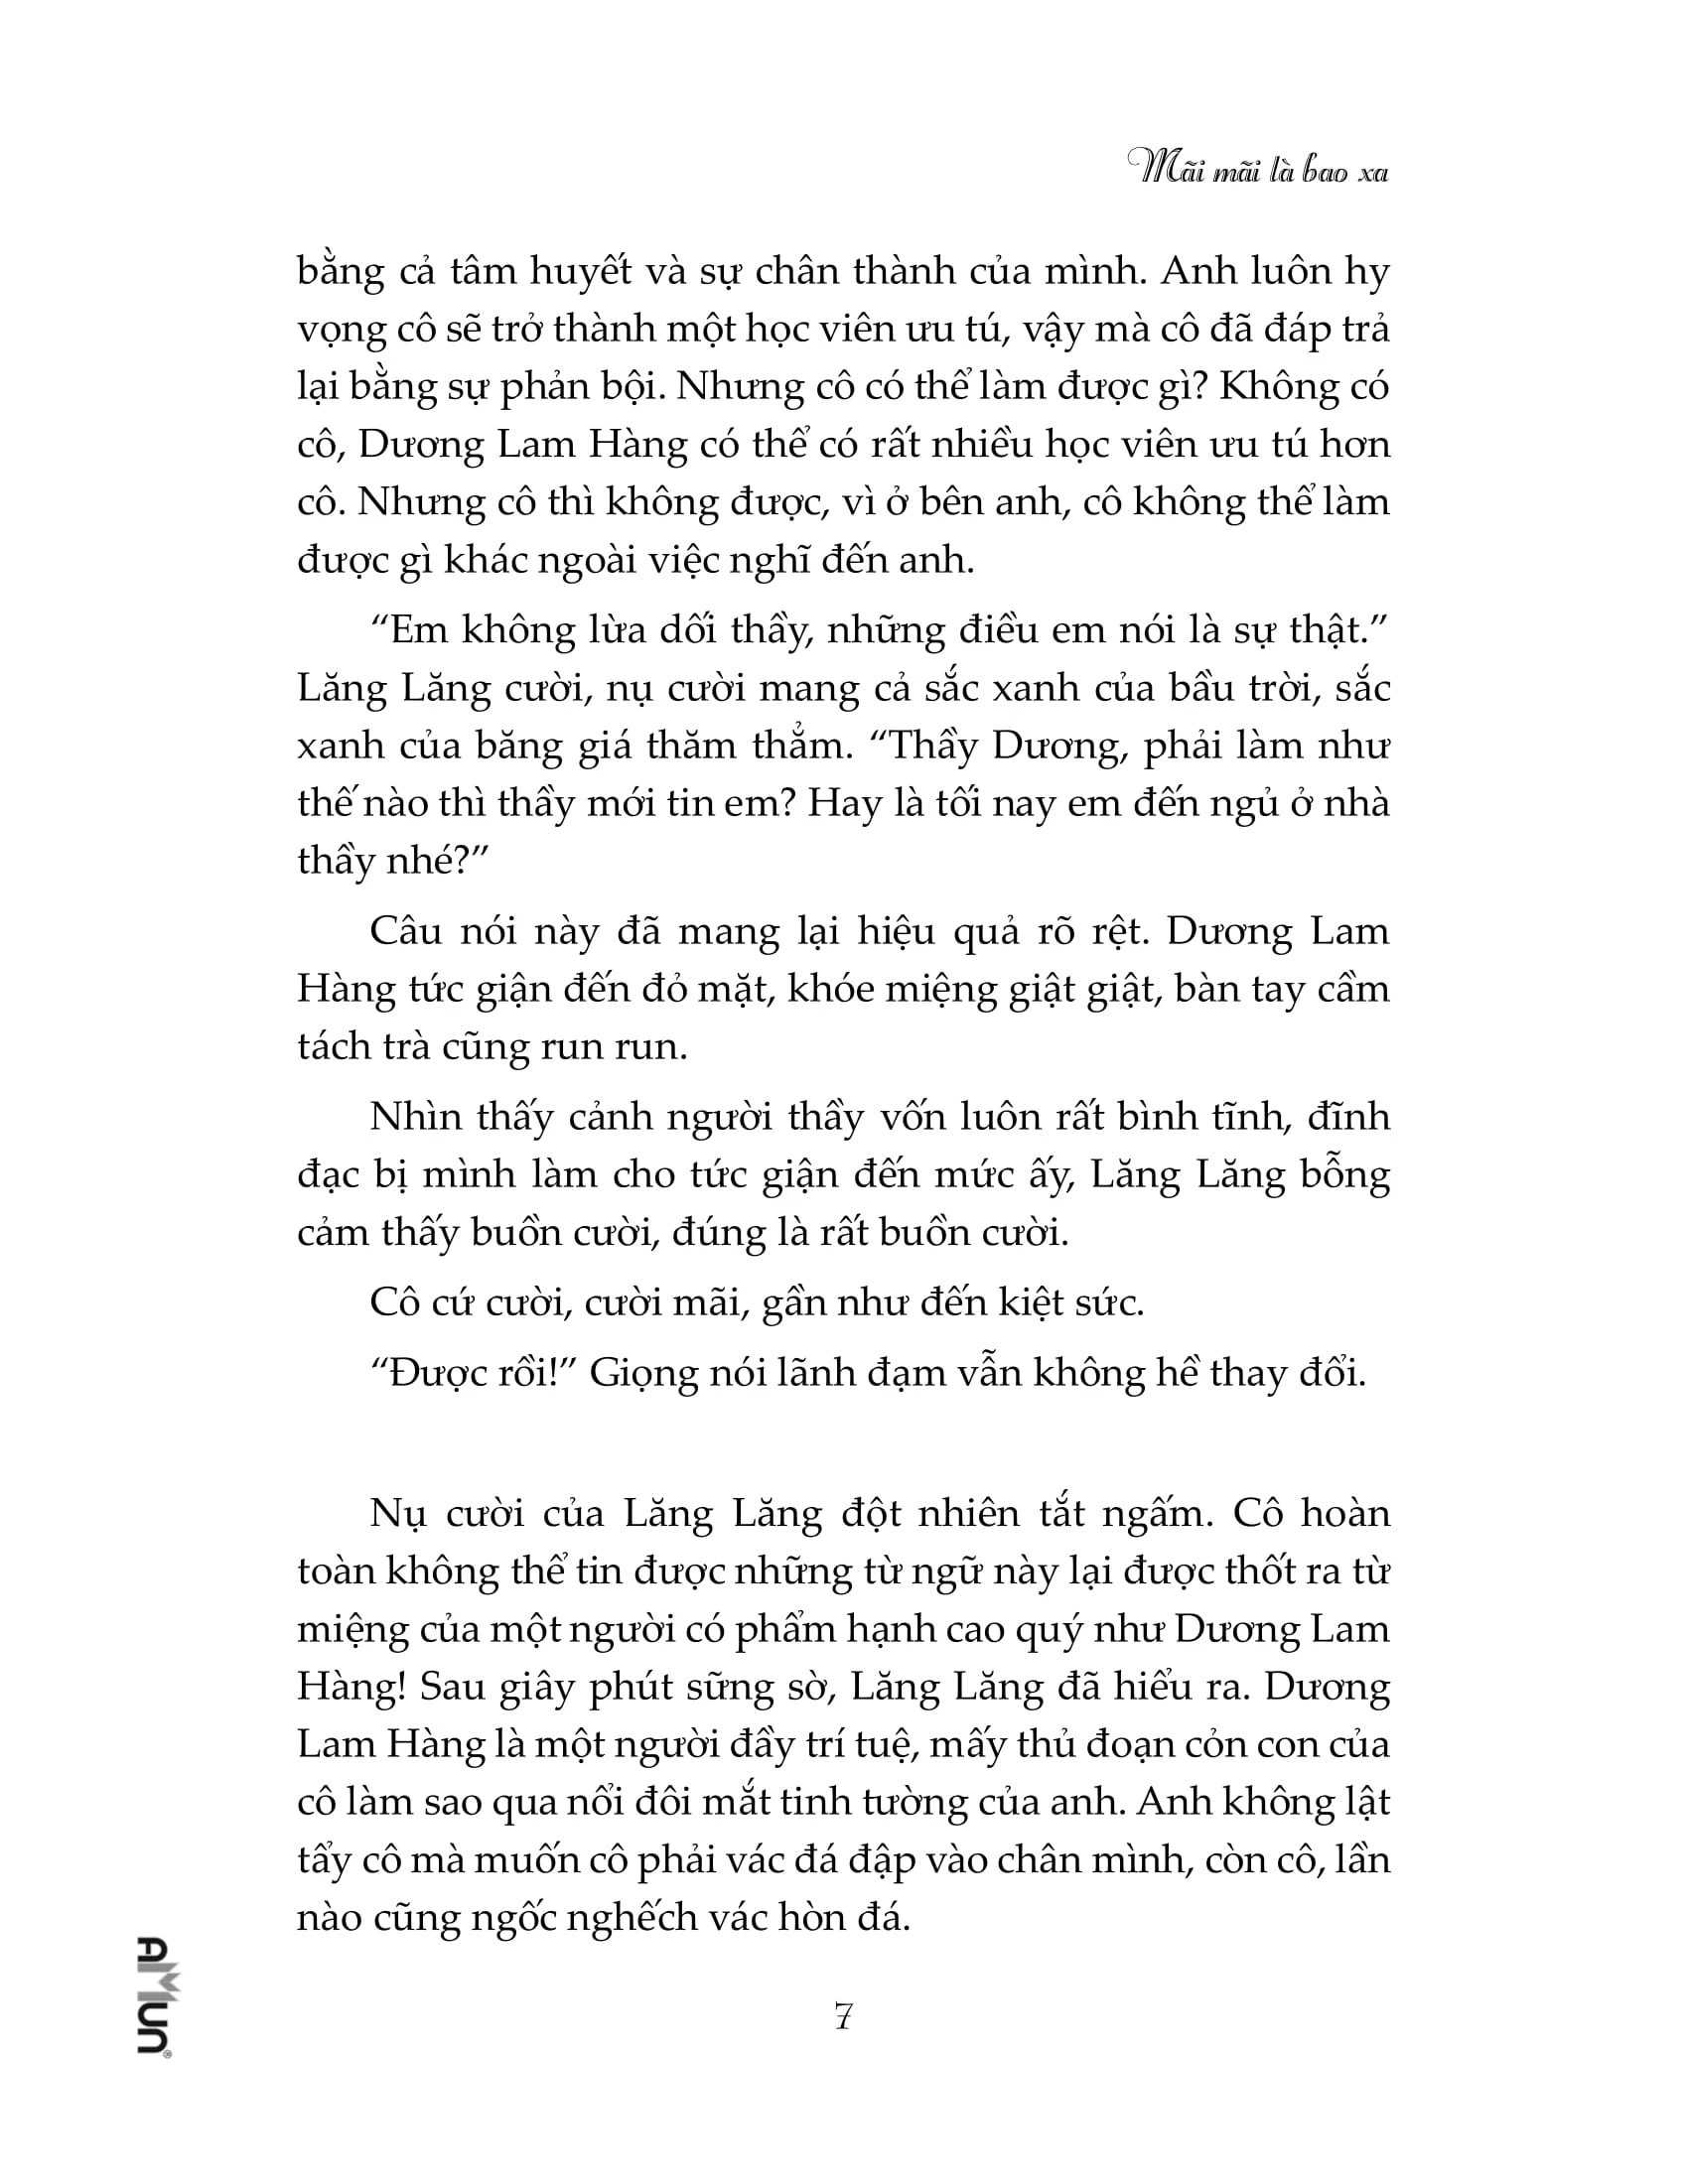 Mãi mãi là bao xa
bằng cả tâm huyết và sự chân thành của mình. Anh luôn hy
vọng cô sẽ trở thành một học viên ưu tú, vậy mà cô đã đáp trả
lại bằng sự phản bội. Nhưng cô có thể làm được gì? Không có
cô, Dương Lam Hàng có thể có rất nhiều học viên ưu tú hơn
cô. Nhưng cô thì không được, vì ở bên anh, cô không thể làm
được gì khác ngoài việc nghĩ đến anh.
“Em không lừa dối thầy, những điều em nói là sự thật.”
Lăng Lăng cười, nụ cười mang cả sắc xanh của bầu trời, sắc
xanh của băng giá thăm thẳm. “Thầy Dương, phải làm như
thế nào thì thầy mới tin em? Hay là tối nay em đến ngủ ở nhà
thầy nhé?”
Câu nói này đã mang lại hiệu quả rõ rệt. Dương Lam
Hàng tức giận đến đỏ mặt, khóe miệng giật giật, bàn tay cầm
tách trà cũng run run.
Nhìn thấy cảnh người thầy vốn luôn rất bình tĩnh, đĩnh
đạc bị mình làm cho tức giận đến mức ấy, Lăng Lăng bỗng
cảm thấy buồn cười, đúng là rất buồn cười.
Cô cứ cười, cười mãi, gần như đến kiệt sức.
“Được rồi!” Giọng nói lãnh đạm vẫn không hề thay đổi.
Nụ cười của Lăng Lăng đột nhiên tắt ngấm. Cô hoàn
toàn không thể tin được những từ ngữ này lại được thốt ra từ
miệng của một người có phẩm hạnh cao quý như Dương Lam
Hàng! Sau giây phút sững sờ, Lăng Lăng đã hiểu ra. Dương
Lam Hàng là một người đầy trí tuệ, mấy thủ đoạn cỏn con của
cô làm sao qua nổi đôi mắt tinh tường của anh. Anh không lật
tẩy cô mà muốn cô phải vác đá đập vào chân mình, còn cô, lần
nào cũng ngốc nghếch vác hòn đá.
AMUN®
7